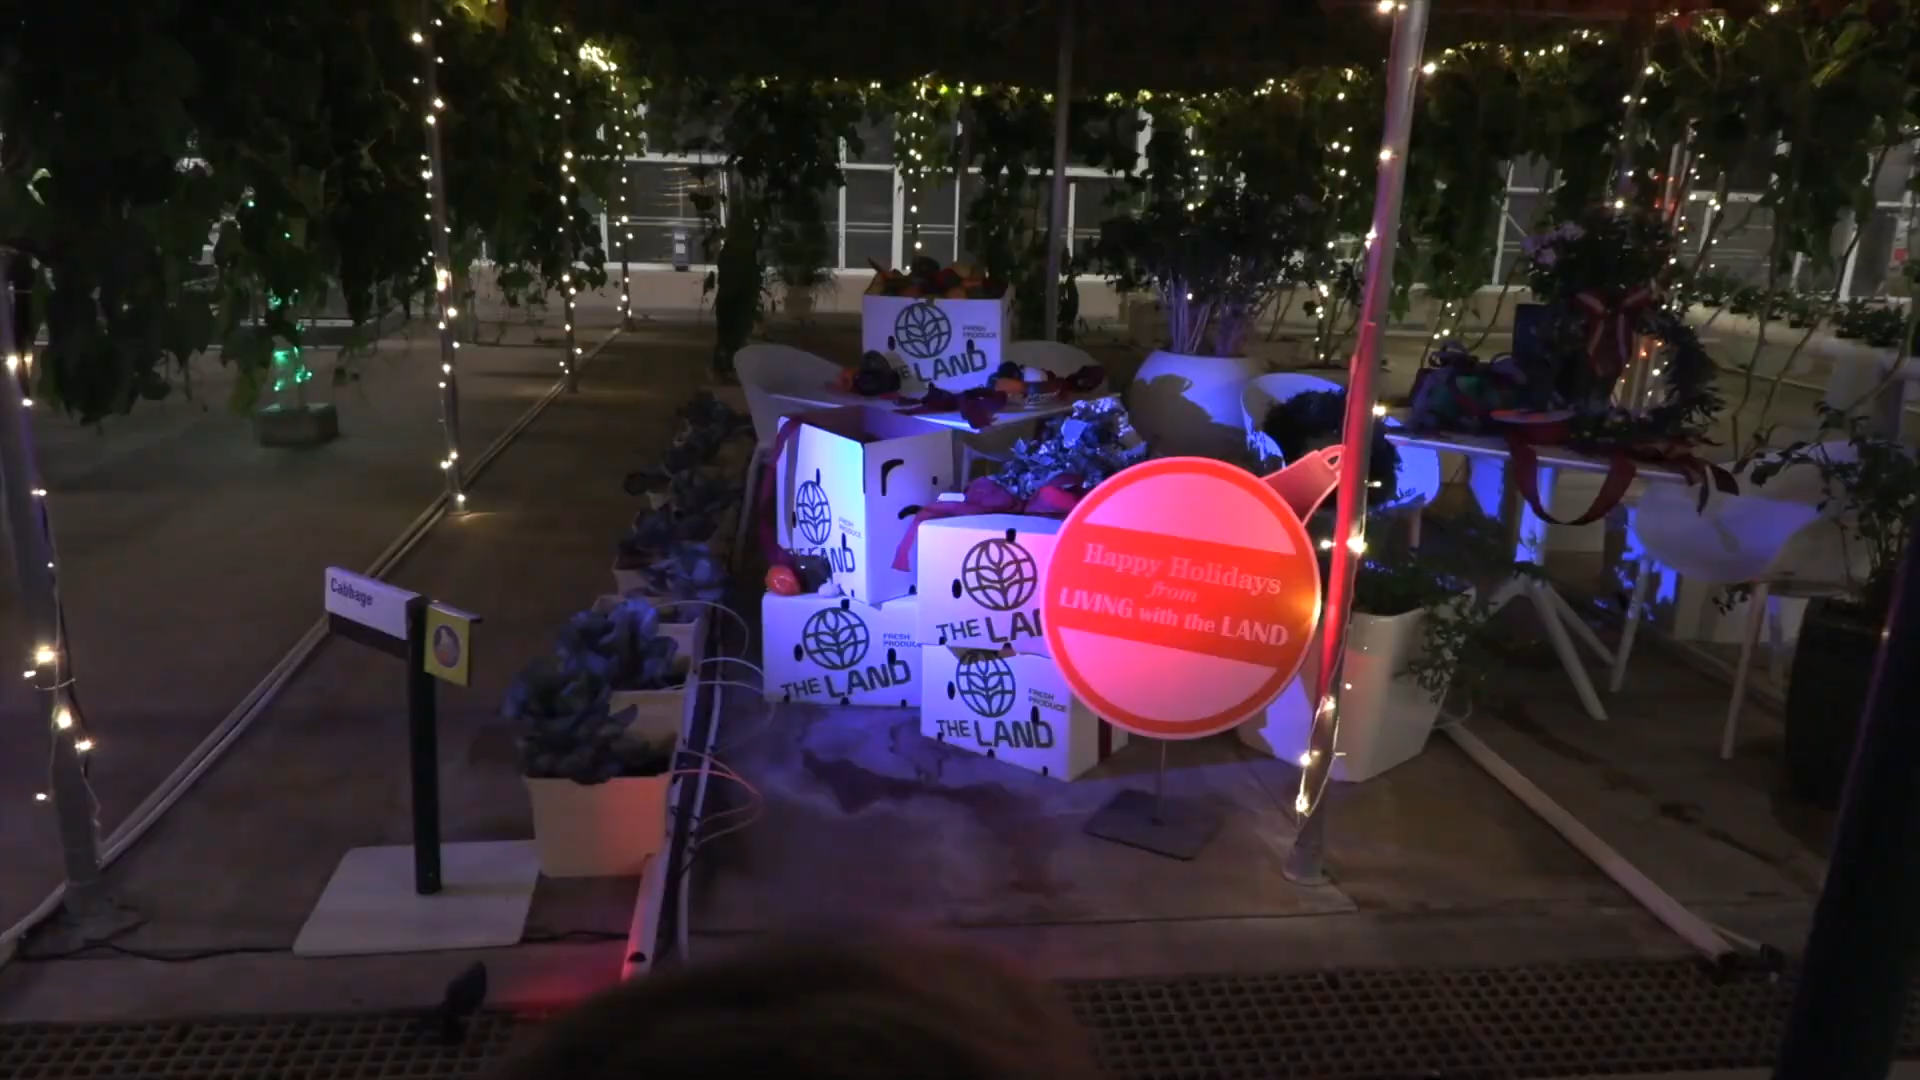 FRESH
PRODUCE
THE LAND
FRESH
PRODUCE
THE LAND
Cabbage
Happy Holidays
from
LIVING with the LAND
THE LAN
FRESH
PRODUCE
THE LAND
FRESH
PRODUCE
THE LAND